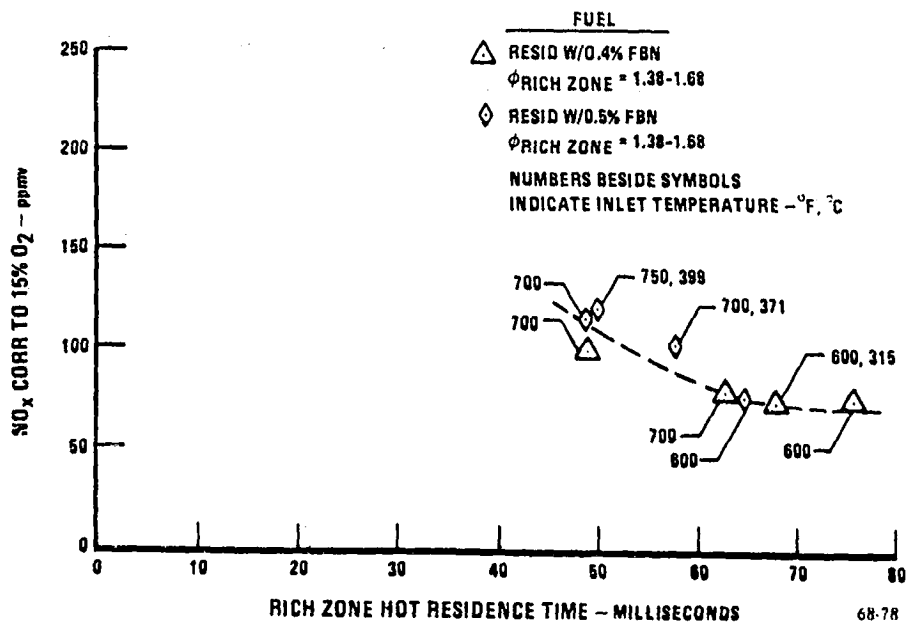 FUEL
RESID W/0.4% FBN
ϕRICH ZONE = 1.38-1.68
RESID W/0.5% FBN
ϕRICH ZONE = 1.38-1.68
NUMBERS BESIDE SYMBOLS
INDICATE INLET TEMPERATURE – °F, °C
NOx CORR TO 15% O2 – ppmv
250
200
150
100
50
0
700
750, 399
700
700, 371
600, 315
700
600
600
0
10
20
30
40
50
60
70
80
RICH ZONE HOT RESIDENCE TIME – MILLISECONDS
68-78